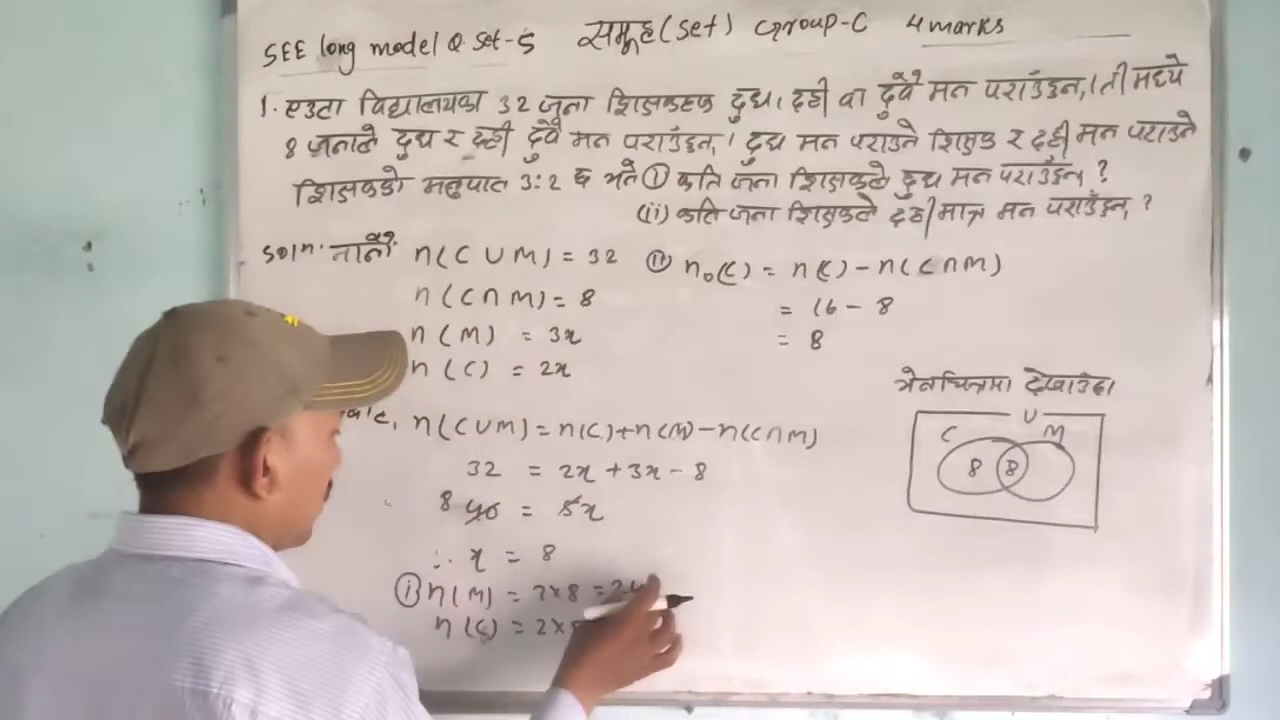 SEE long model Q. Set-5 समूह (Set) Group-C 4 marks
1. एउटा विद्यालयका 32 जना शिक्षकहरू दुध, दही वा दुवै मन पराउँछन् । ती मध्ये
8 जनाले दुध र दही दुवै मन पराउँछन् । दुध मन पराउने शिक्षक र दही मन पराउने
शिक्षकको अनुपात 3:2 छ भने (i) कति जना शिक्षकले दुध मन पराउँछन् ?
(ii) कति जना शिक्षकले दही मात्र मन पराउँछन् ?
Soln. मानौं n(C∪M) = 32
n(C∩M) = 8
n(M) = 3x
n(C) = 2x
n(C∪M) = n(C)+n(M)-n(C∩M)
32 = 2x + 3x - 8
8 40 = 5x
∴ x = 8
(i) n(M) = 3×8 = 24
n(C) = 2×8
(ii) n₀(C) = n(C) - n(C∩M)
= 16 - 8
= 8
भेनचित्रमा देखाउँदा
U
C M
8 8